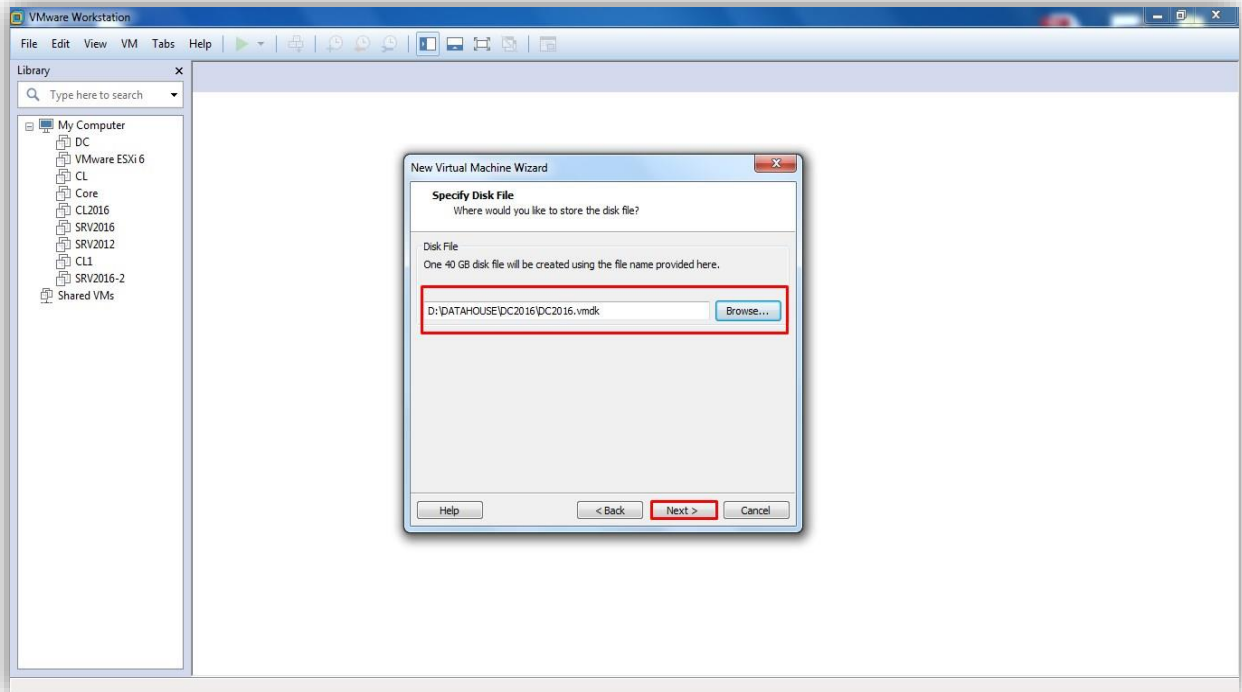 VMware Workstation
File Edit View VM Tabs Help
Library
Type here to search
My Computer
DC
VMware ESXi 6
CL
Core
CL2016
SRV2016
SRV2012
CL1
SRV2016-2
Shared VMs
New Virtual Machine Wizard
Specify Disk File
Where would you like to store the disk file?
Disk File
One 40 GB disk file will be created using the file name provided here.
D:\DATAHOUSE\DC2016\DC2016.vmdk Browse...
Help < Back Next > Cancel